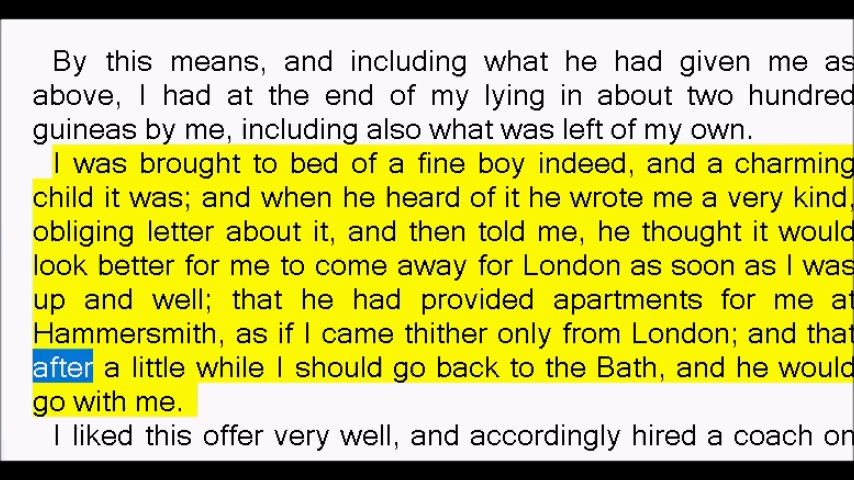 By this means, and including what he had given me as
above, I had at the end of my lying in about two hundred
guineas by me, including also what was left of my own.
I was brought to bed of a fine boy indeed, and a charming
child it was; and when he heard of it he wrote me a very kind,
obliging letter about it, and then told me, he thought it would
look better for me to come away for London as soon as I was
up and well; that he had provided apartments for me at
Hammersmith, as if I came thither only from London; and that
after a little while I should go back to the Bath, and he would
go with me.
I liked this offer very well, and accordingly hired a coach on